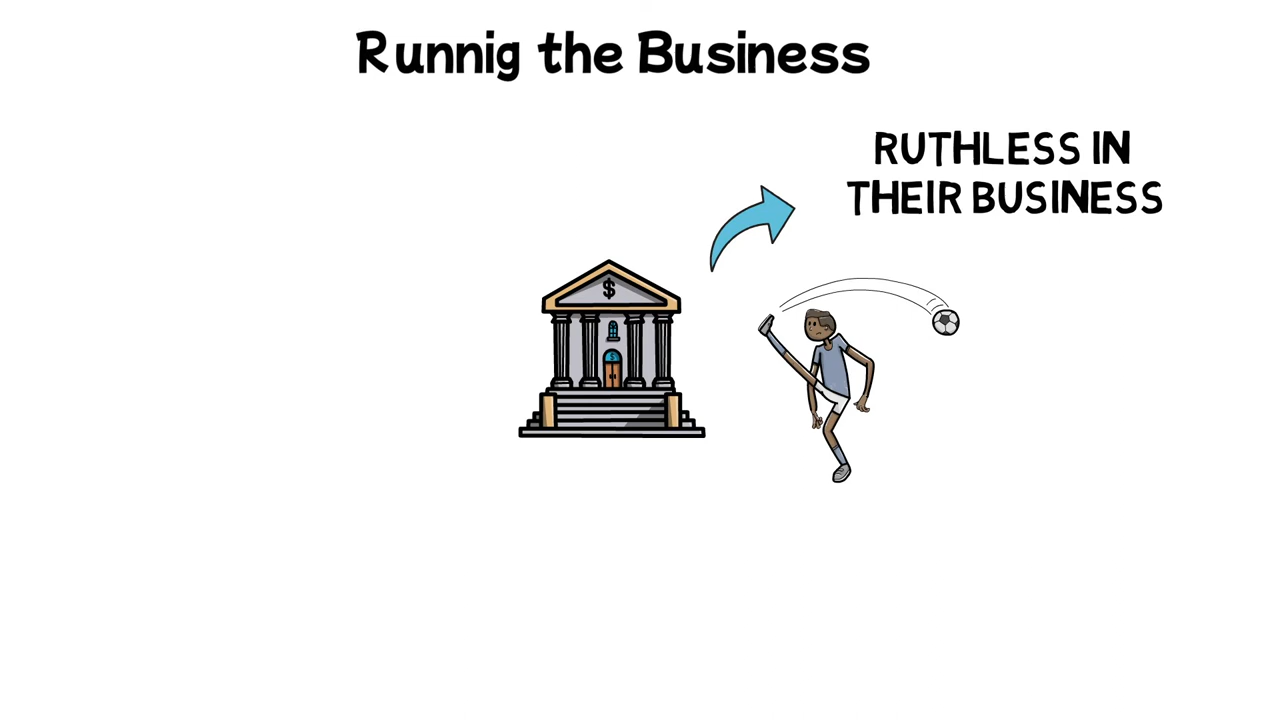 Runnig the Business
RUTHLESS IN
THEIR BUSINESS
$
$